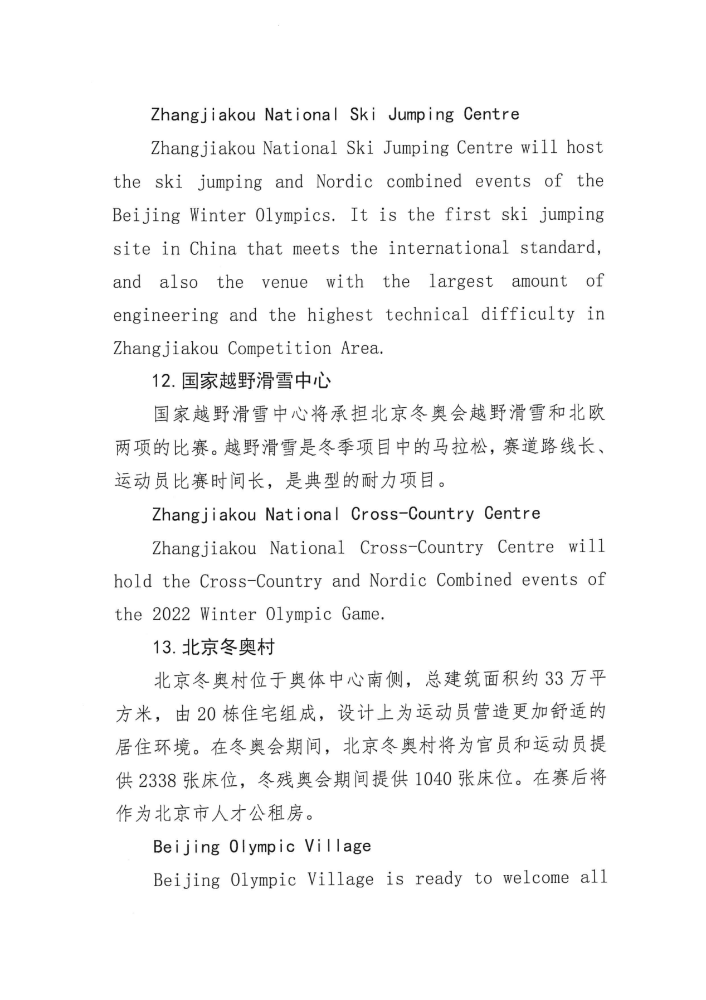 Zhangjiakou National Ski Jumping Centre
Zhangjiakou National Ski Jumping Centre will host
the ski jumping and Nordic combined events of the
Beijing Winter Olympics. It is the first ski jumping
site in China that meets the international standard,
and also the venue with the largest amount of
engineering and the highest technical difficulty in
Zhangjiakou Competition Area.
12.国家越野滑雪中心
国家越野滑雪中心将承担北京冬奥会越野滑雪和北欧
两项的比赛。越野滑雪是冬季项目中的马拉松，赛道路线长、
运动员比赛时间长，是典型的耐力项目。
Zhangjiakou National Cross-Country Centre
Zhangjiakou National Cross-Country Centre will
hold the Cross-Country and Nordic Combined events of
the 2022 Winter Olympic Game.
13.北京冬奥村
北京冬奥村位于奥体中心南侧，总建筑面积约 33 万平
方米，由 20 栋住宅组成，设计上为运动员营造更加舒适的
居住环境。在冬奥会期间，北京冬奥村将为官员和运动员提
供 2338 张床位，冬残奥会期间提供 1040 张床位。在赛后将
作为北京市人才公租房。
Beijing Olympic Village
Beijing Olympic Village is ready to welcome all